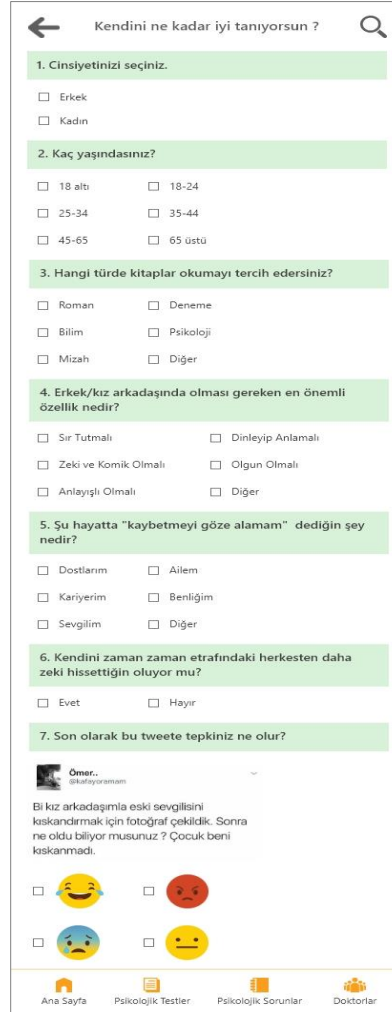 Kendini ne kadar iyi tanıyorsun ?
1. Cinsiyetinizi seçiniz.
Erkek
Kadın
2. Kaç yaşındasınız?
18 altı 18-24
25-34 35-44
45-65 65 üstü
3. Hangi türde kitaplar okumayı tercih edersiniz?
Roman Deneme
Bilim Psikoloji
Mizah Diğer
4. Erkek/kız arkadaşında olması gereken en önemli
özellik nedir?
Sır Tutmalı Dinleyip Anlamalı
Zeki ve Komik Olmalı Olgun Olmalı
Anlayışlı Olmalı Diğer
5. Şu hayatta "kaybetmeyi göze alamam" dediğin şey
nedir?
Dostlarım Ailem
Kariyerim Benliğim
Sevgilim Diğer
6. Kendini zaman zaman etrafındaki herkesten daha
zeki hissettiğin oluyor mu?
Evet Hayır
7. Son olarak bu tweete tepkiniz ne olur?
Ömer..
@kafayoramam
Bi kız arkadaşımla eski sevgilisini
kıskandırmak için fotoğraf çekildik. Sonra
ne oldu biliyor musunuz ? Çocuk beni
kıskanmadı.
Ana Sayfa Psikolojik Testler Psikolojik Sorunlar Doktorlar